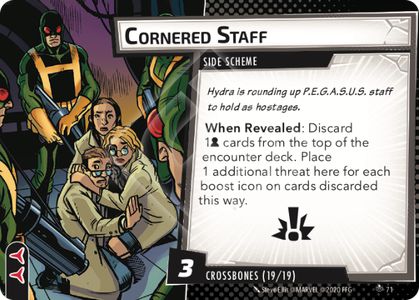 CORNERED STAFF
SIDE SCHEME
Hydra is rounding up P.E.G.A.S.U.S. staff
to hold as hostages.
When Revealed: Discard
1 cards from the top of the
encounter deck. Place
1 additional threat here for each
boost icon on cards discarded
this way.
3
CROSSBONES (19/19)
© MARVEL © 2020 FFG
71